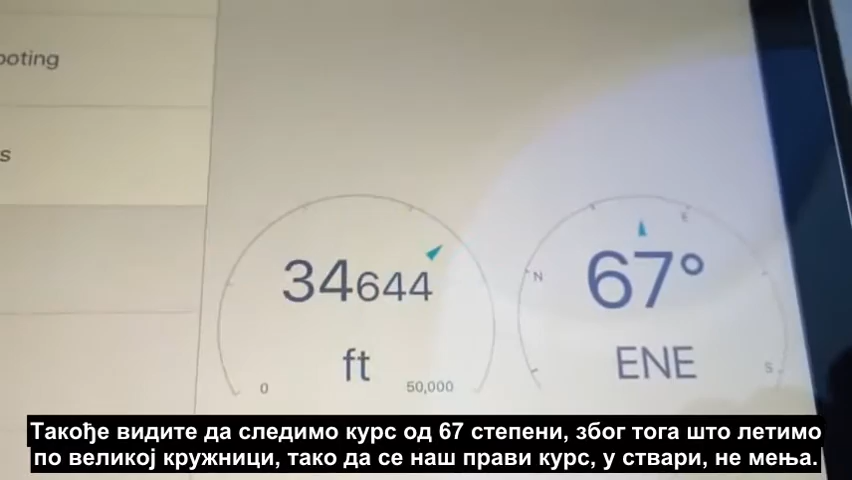 ooting
s
34644
ft
0
50,000
67°
ENE
N
E
S
Такође видите да следимо курс од 67 степени, због тога што летимо
по великој кружници, тако да се наш прави курс, у ствари, не мења.